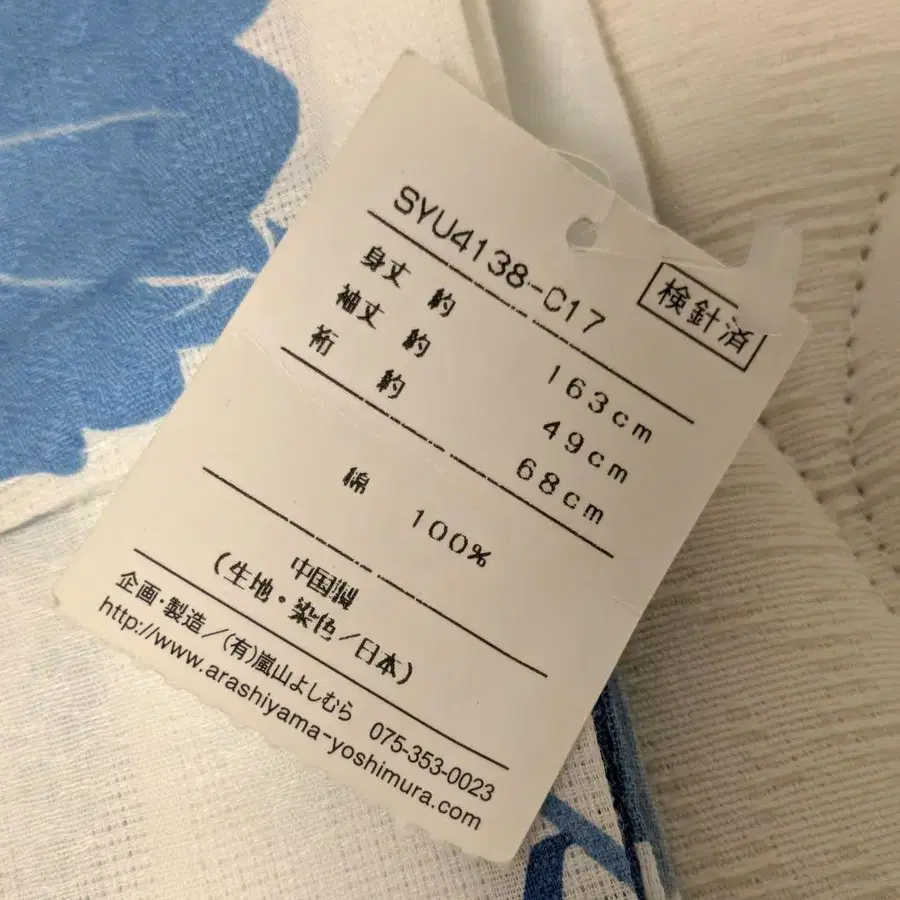 SYU4138-C17
検針済
身丈 約 163cm
袖丈 約 49cm
裄 約 68cm
綿 100%
中国製
(生地・染色/日本)
企画・製造/(有)嵐山よしむら 075-353-0023
http://www.arashiyama-yoshimura.com